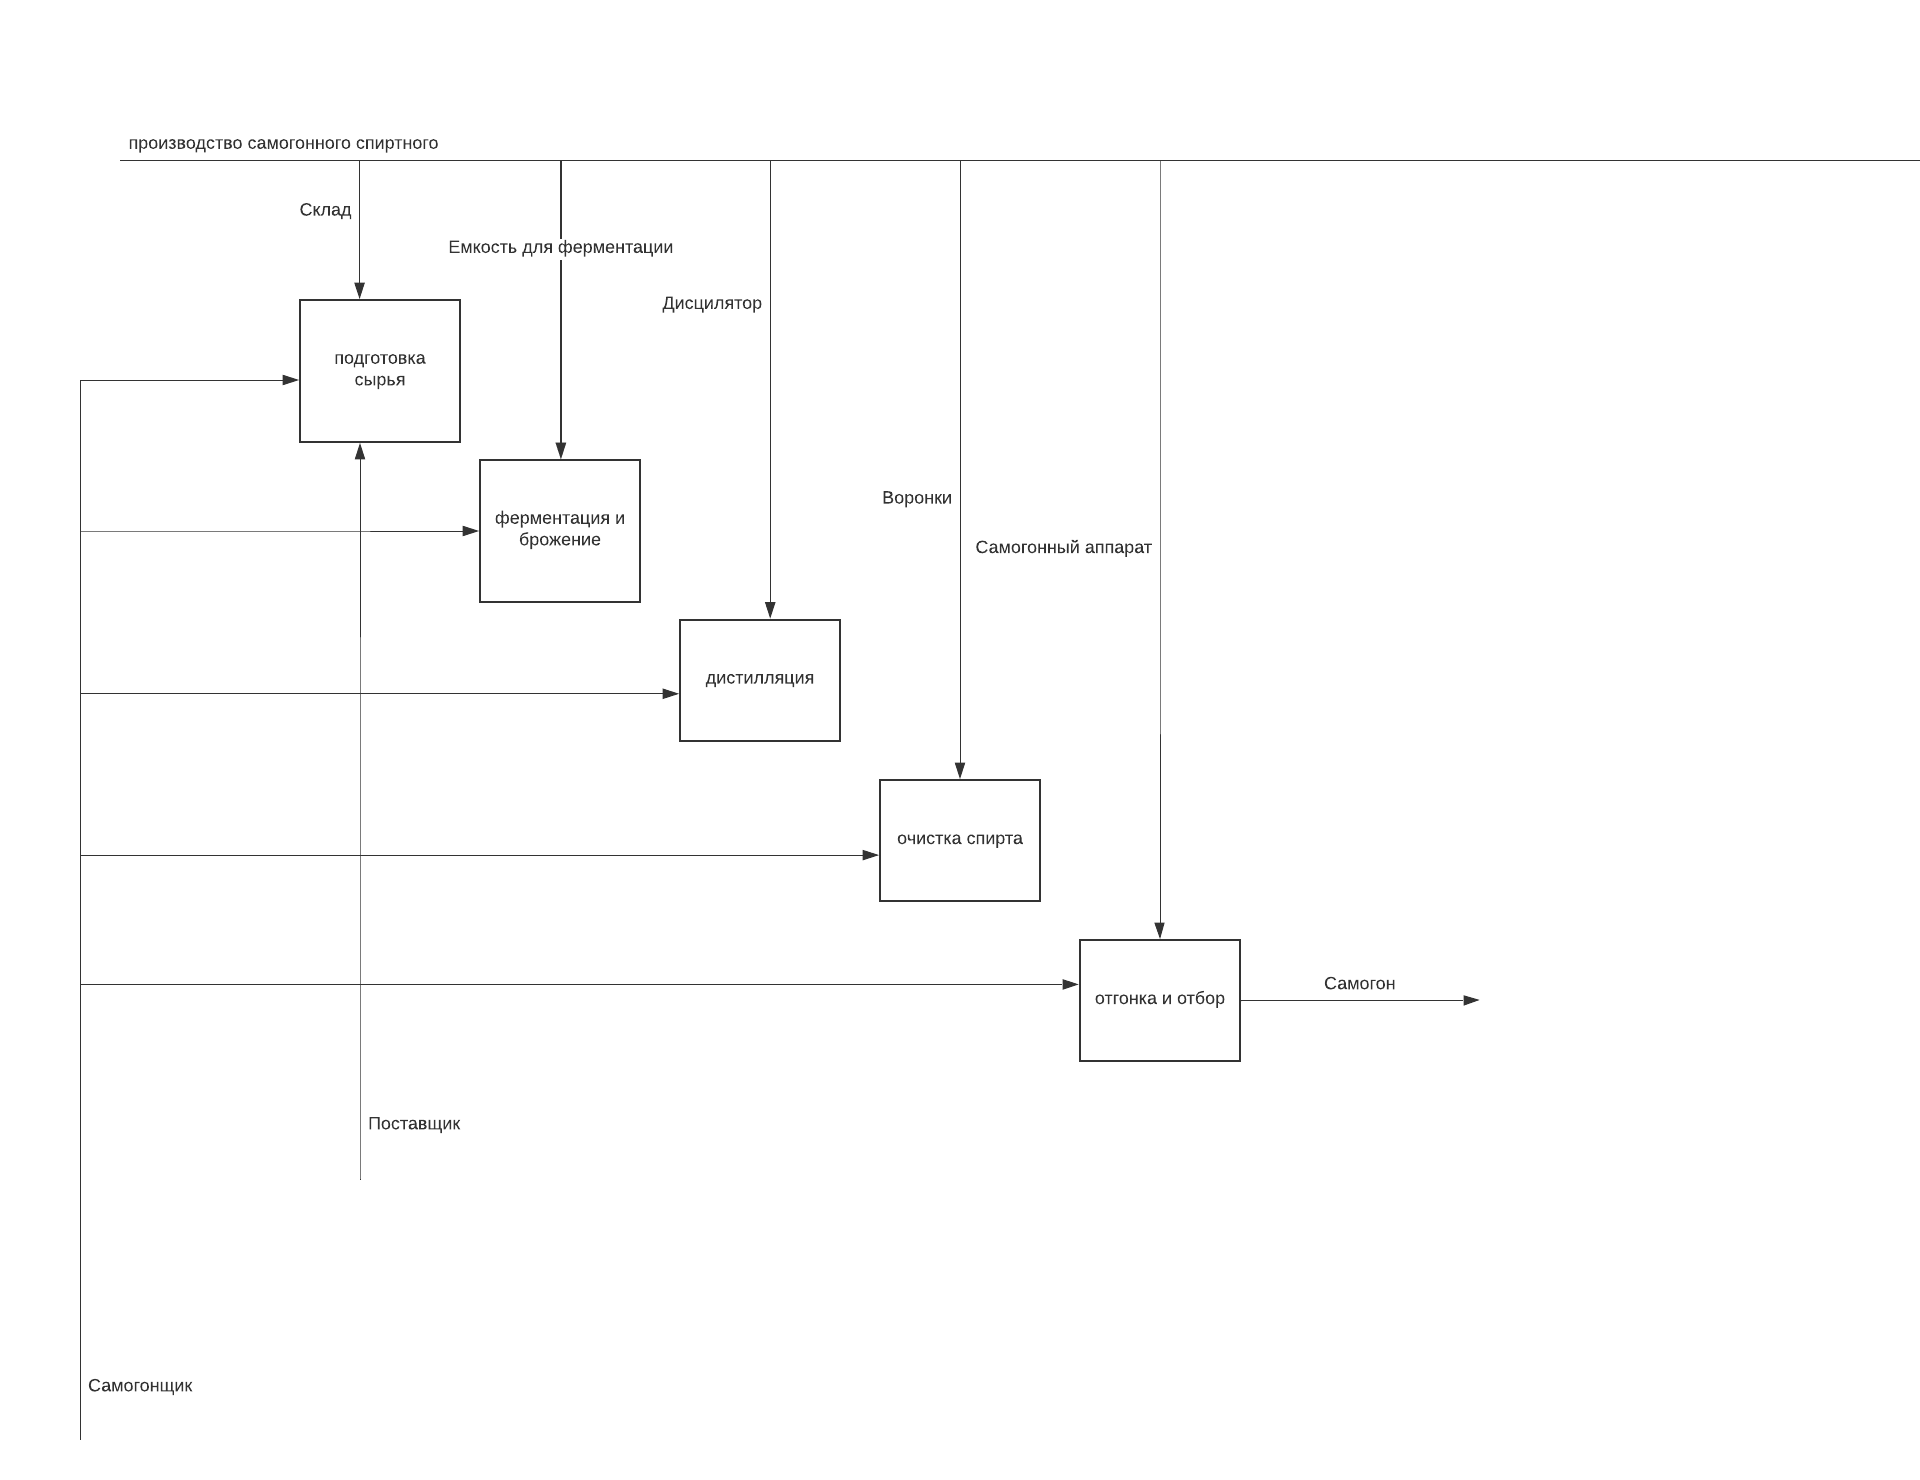 производство самогонного спиртного
Склад
Емкость для ферментации
Дисцилятор
подготовка
сырья
Воронки
ферментация и
брожение
Самогонный аппарат
дистилляция
очистка спирта
Самогон
отгонка и отбор
Поставщик
Самогонщик